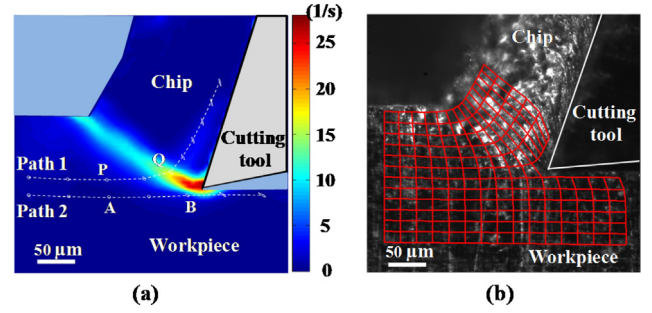 (1/s)
25
20
15
10
5
0
Chip
Cutting
tool
Path 1
P
Q
Path 2
A
B
Workpiece
50 µm
(a)
Chip
Cutting
tool
Workpiece
50 µm
(b)